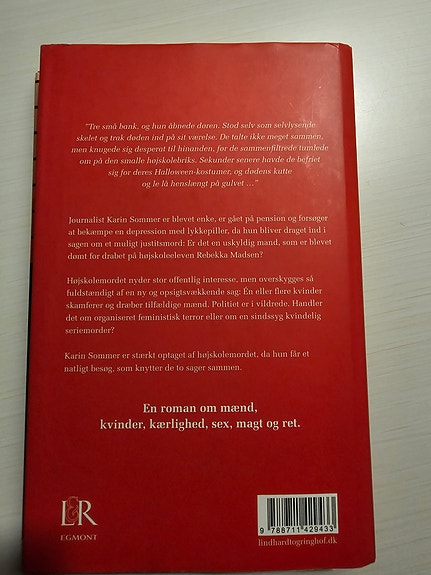 "Tre små bank, og hun åbnede døren. Stod selv som selvlysende
skelet og trak døden ind på sit værelse. De talte ikke meget sammen,
men knugede sig desperat til hinanden, før de sammenfiltrede tumlede
om på den smalle højskolebriks. Sekunder senere havde de befriet
sig for deres Halloween-kostumer, og dødens kutte
og le lå henslængt på gulvet ..."
Journalist Karin Sommer er blevet enke, er gået på pension og forsøger
at bekæmpe en depression med lykkepiller, da hun bliver draget ind i
sagen om et muligt justitsmord: Er det en uskyldig mand, som er blevet
dømt for drabet på højskoleeleven Rebekka Madsen?
Højskolemordet nyder stor offentlig interesse, men overskygges så
fuldstændigt af en ny og opsigtsvækkende sag: Én eller flere kvinder
skamferer og dræber tilfældige mænd. Politiet er i vildrede. Handler
det om organiseret feministisk terror eller om en sindssyg kvindelig
seriemorder?
Karin Sommer er stærkt optaget af højskolemordet, da hun får et
natligt besøg, som knytter de to sager sammen.
En roman om mænd,
kvinder, kærlighed, sex, magt og ret.
L&R
EGMONT
9 788711 429433
lindhardtogringhof.dk